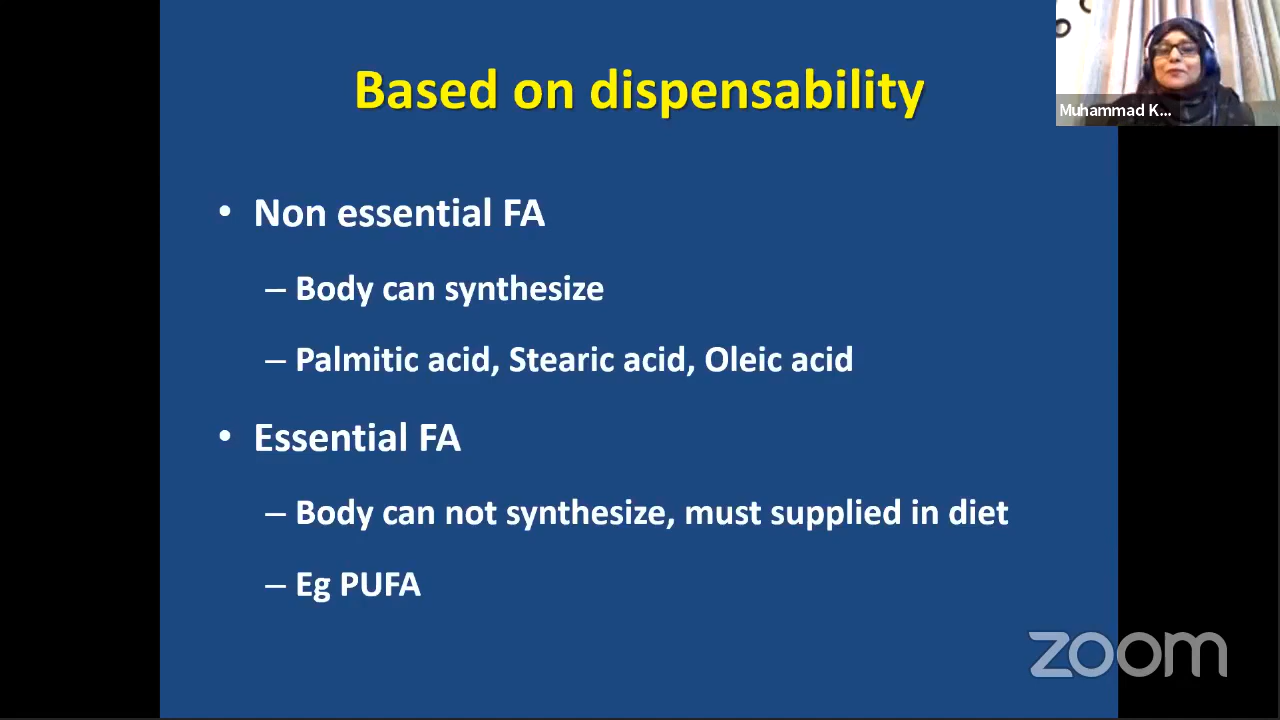 Based on dispensability
Muhammad K...
• Non essential FA
– Body can synthesize
– Palmitic acid, Stearic acid, Oleic acid
• Essential FA
– Body can not synthesize, must supplied in diet
– Eg PUFA
zoom